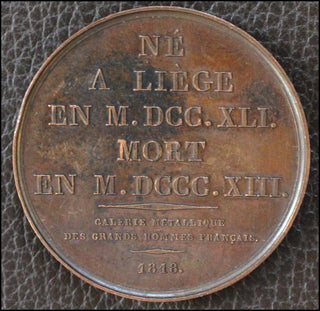 NÉ
A LIÈGE
EN M.DCC.XLI.
MORT
EN M.DCCC.XIII.
GALERIE METALLIQUE
DES GRANDS HOMMES FRANÇAIS.
1818.